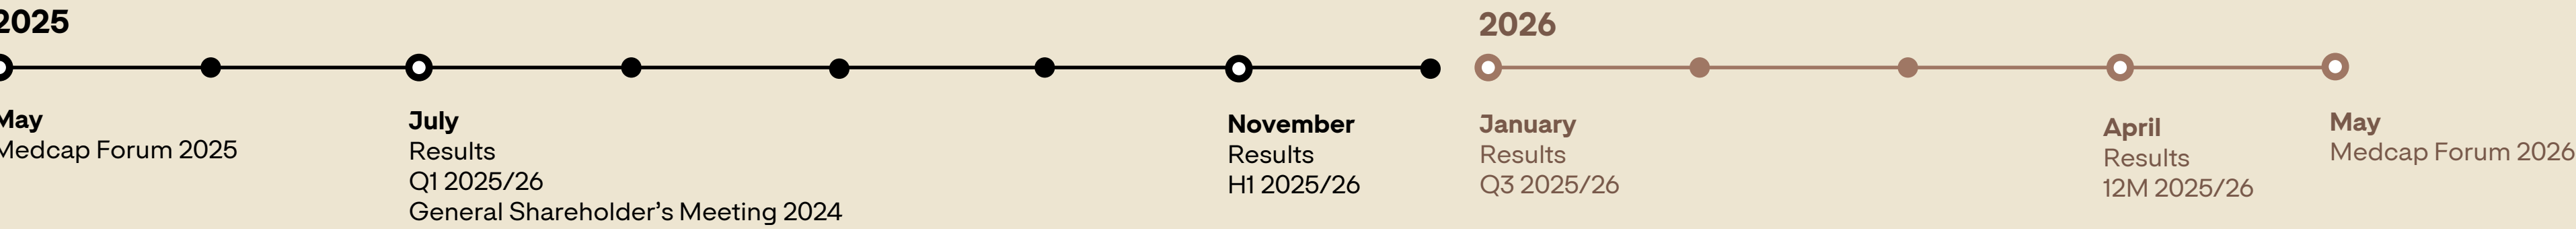 2025
May
Medcap Forum 2025
July
Results
Q1 2025/26
General Shareholder’s Meeting 2024
November
Results
H1 2025/26
2026
January
Results
Q3 2025/26
April
Results
12M 2025/26
May
Medcap Forum 2026